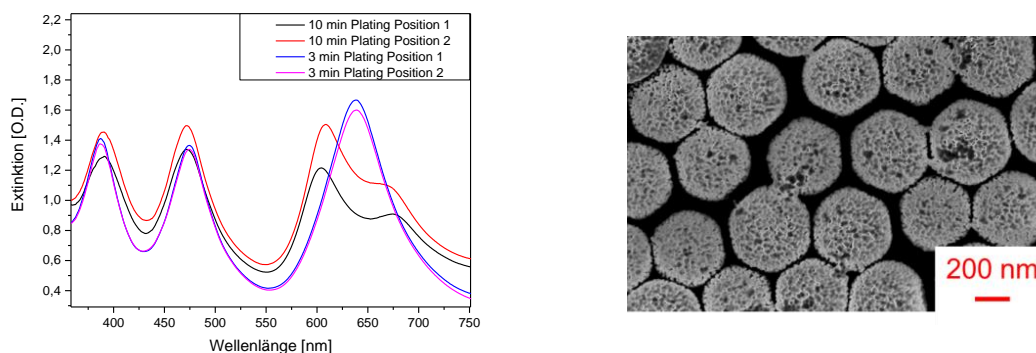 10 min Plating Position 1
10 min Plating Position 2
3 min Plating Position 1
3 min Plating Position 2
2,2
2,0
1,8
1,6
1,4
1,2
1,0
0,8
0,6
0,4
Extinktion [O.D.]
400 450 500 550 600 650 700 750
Wellenlänge [nm]
200 nm